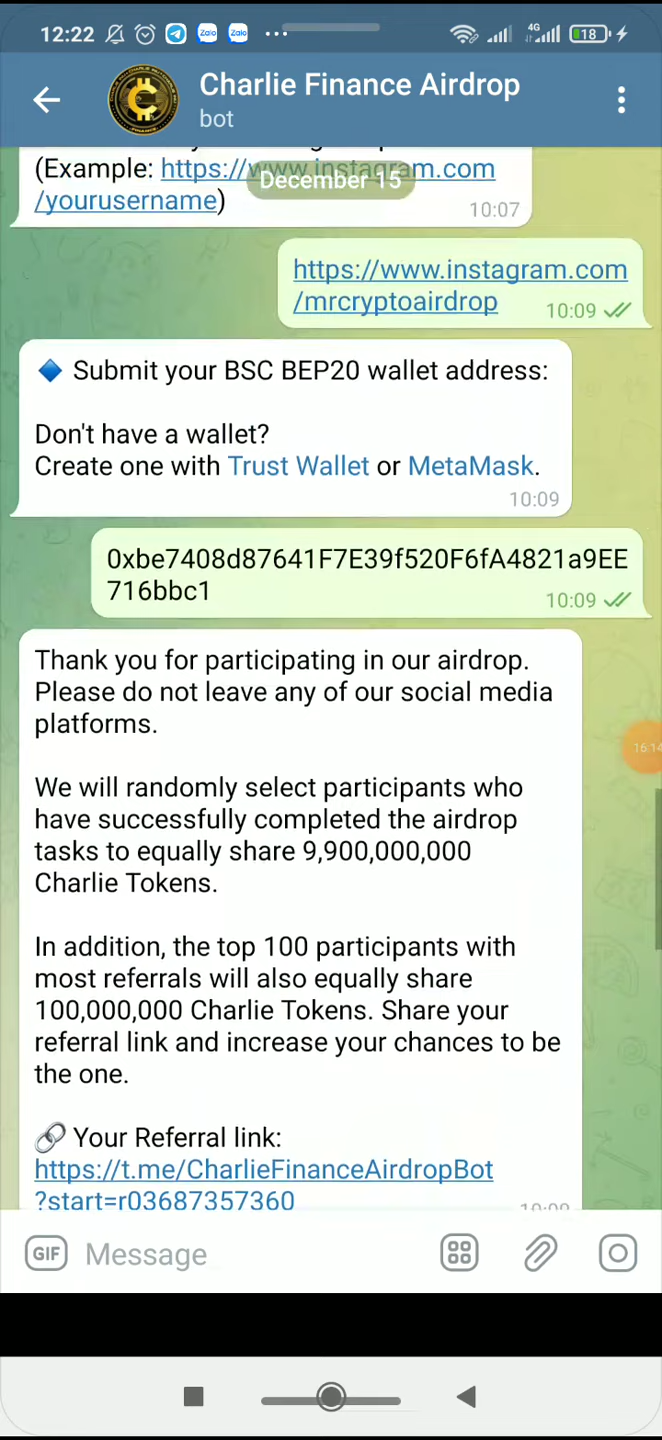 12:22
Zalo
Zalo
4G
18
Charlie Finance Airdrop
bot
(Example: https://www.instagram.com
December 15
/yourusername)
10:07
https://www.instagram.com
/mrcryptoairdrop
10:09
Submit your BSC BEP20 wallet address:
Don't have a wallet?
Create one with Trust Wallet or MetaMask.
10:09
0xbe7408d87641F7E39f520F6fA4821a9EE
716bbc1
10:09
Thank you for participating in our airdrop.
Please do not leave any of our social media
platforms.
We will randomly select participants who
have successfully completed the airdrop
tasks to equally share 9,900,000,000
Charlie Tokens.
In addition, the top 100 participants with
most referrals will also equally share
100,000,000 Charlie Tokens. Share your
referral link and increase your chances to be
the one.
Your Referral link:
https://t.me/CharlieFinanceAirdropBot
?start=r03687357360
16:14
GIF
Message